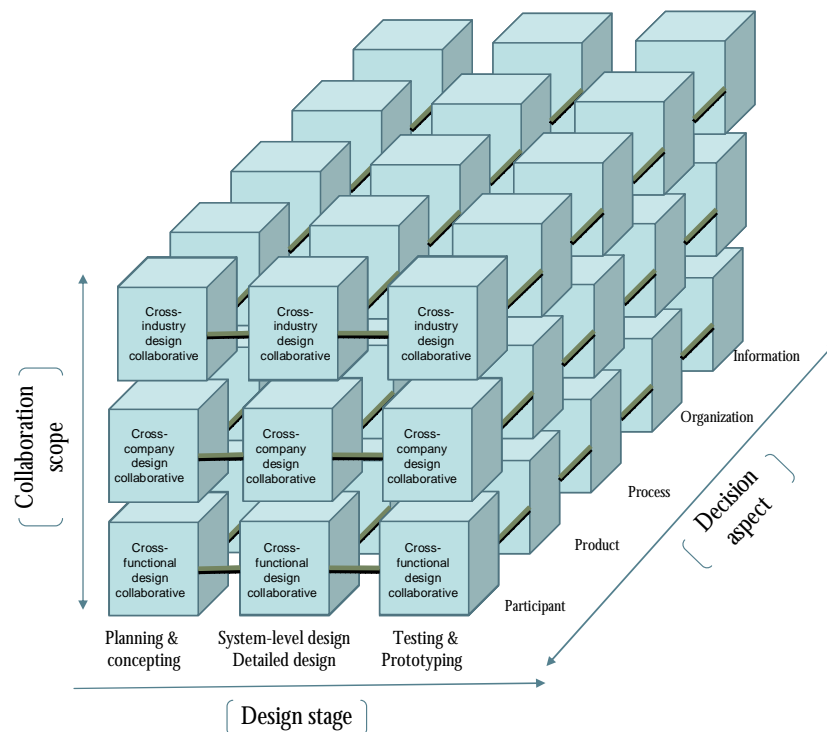 Cross-
industry
design
collaborative
Cross-
industry
design
collaborative
Cross-
industry
design
collaborative
Cross-
company
design
collaborative
Cross-
company
design
collaborative
Cross-
company
design
collaborative
Cross-
functional
design
collaborative
Cross-
functional
design
collaborative
Cross-
functional
design
collaborative
Collaboration
scope
Information
Organization
Process
Product
Participant
Decision
aspect
Planning &
concepting
System-level design
Detailed design
Testing &
Prototyping
Design stage